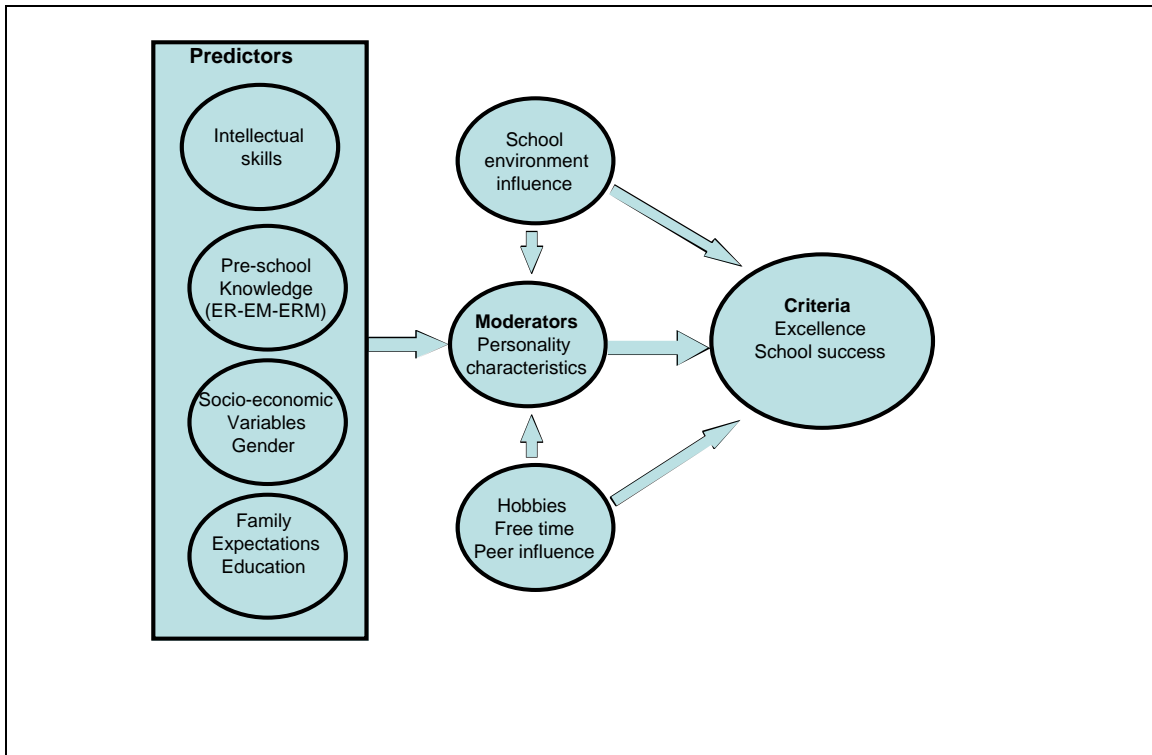 Predictors
Intellectual
skills
Pre-school
Knowledge
(ER-EM-ERM)
Socio-economic
Variables
Gender
Family
Expectations
Education
School
environment
influence
Moderators
Personality
characteristics
Hobbies
Free time
Peer influence
Criteria
Excellence
School success